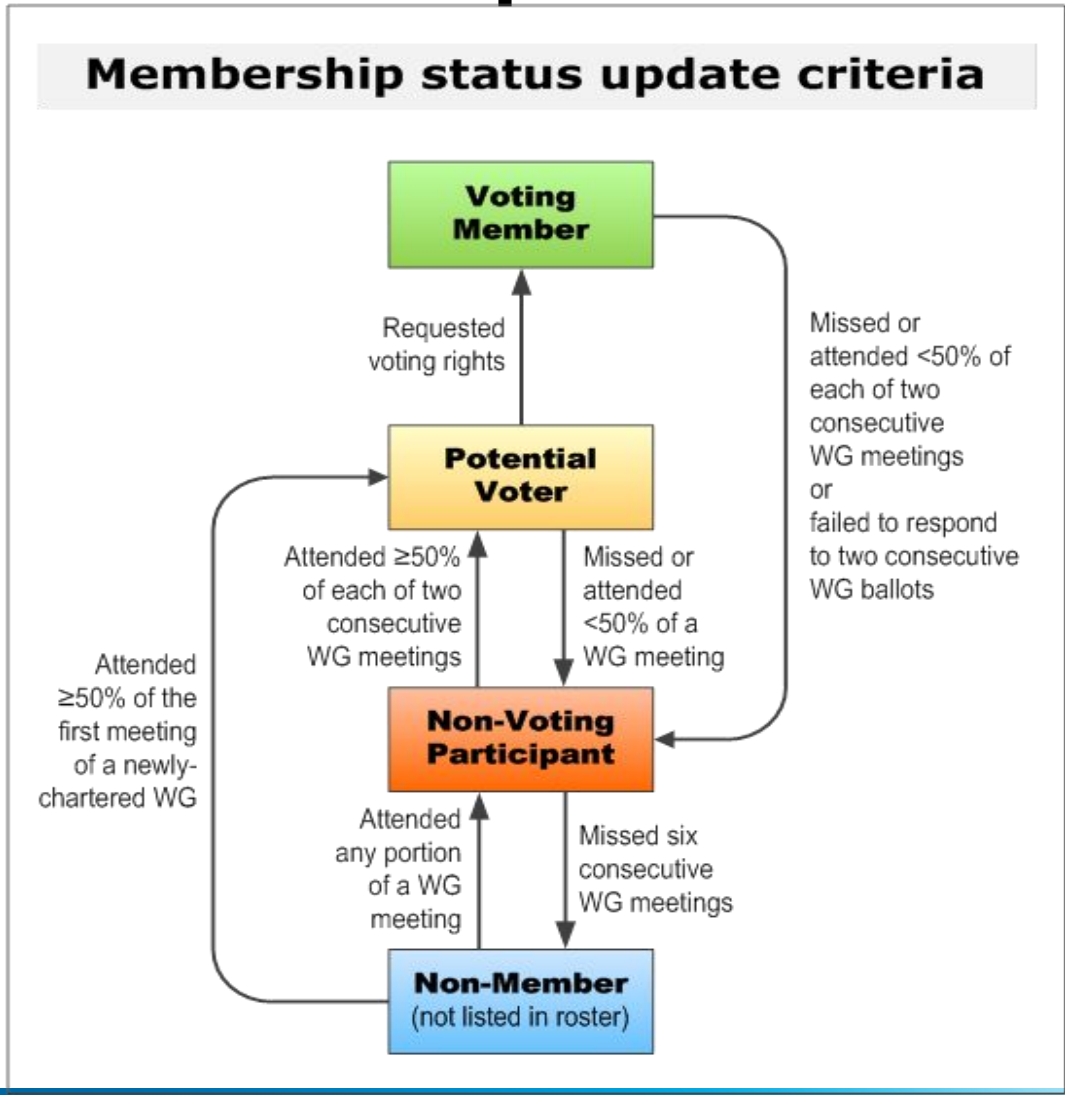 Membership status update criteria
Voting
Member
Requested
voting rights
Missed or
attended <50% of
each of two
consecutive
WG meetings
or
failed to respond
to two consecutive
WG ballots
Potential
Voter
Attended ≥50%
of each of two
consecutive
WG meetings
Missed or
attended
<50% of a
WG meeting
Attended
≥50% of the
first meeting
of a newly-
chartered WG
Non-Voting
Participant
Attended
any portion
of a WG
meeting
Missed six
consecutive
WG meetings
Non-Member
(not listed in roster)